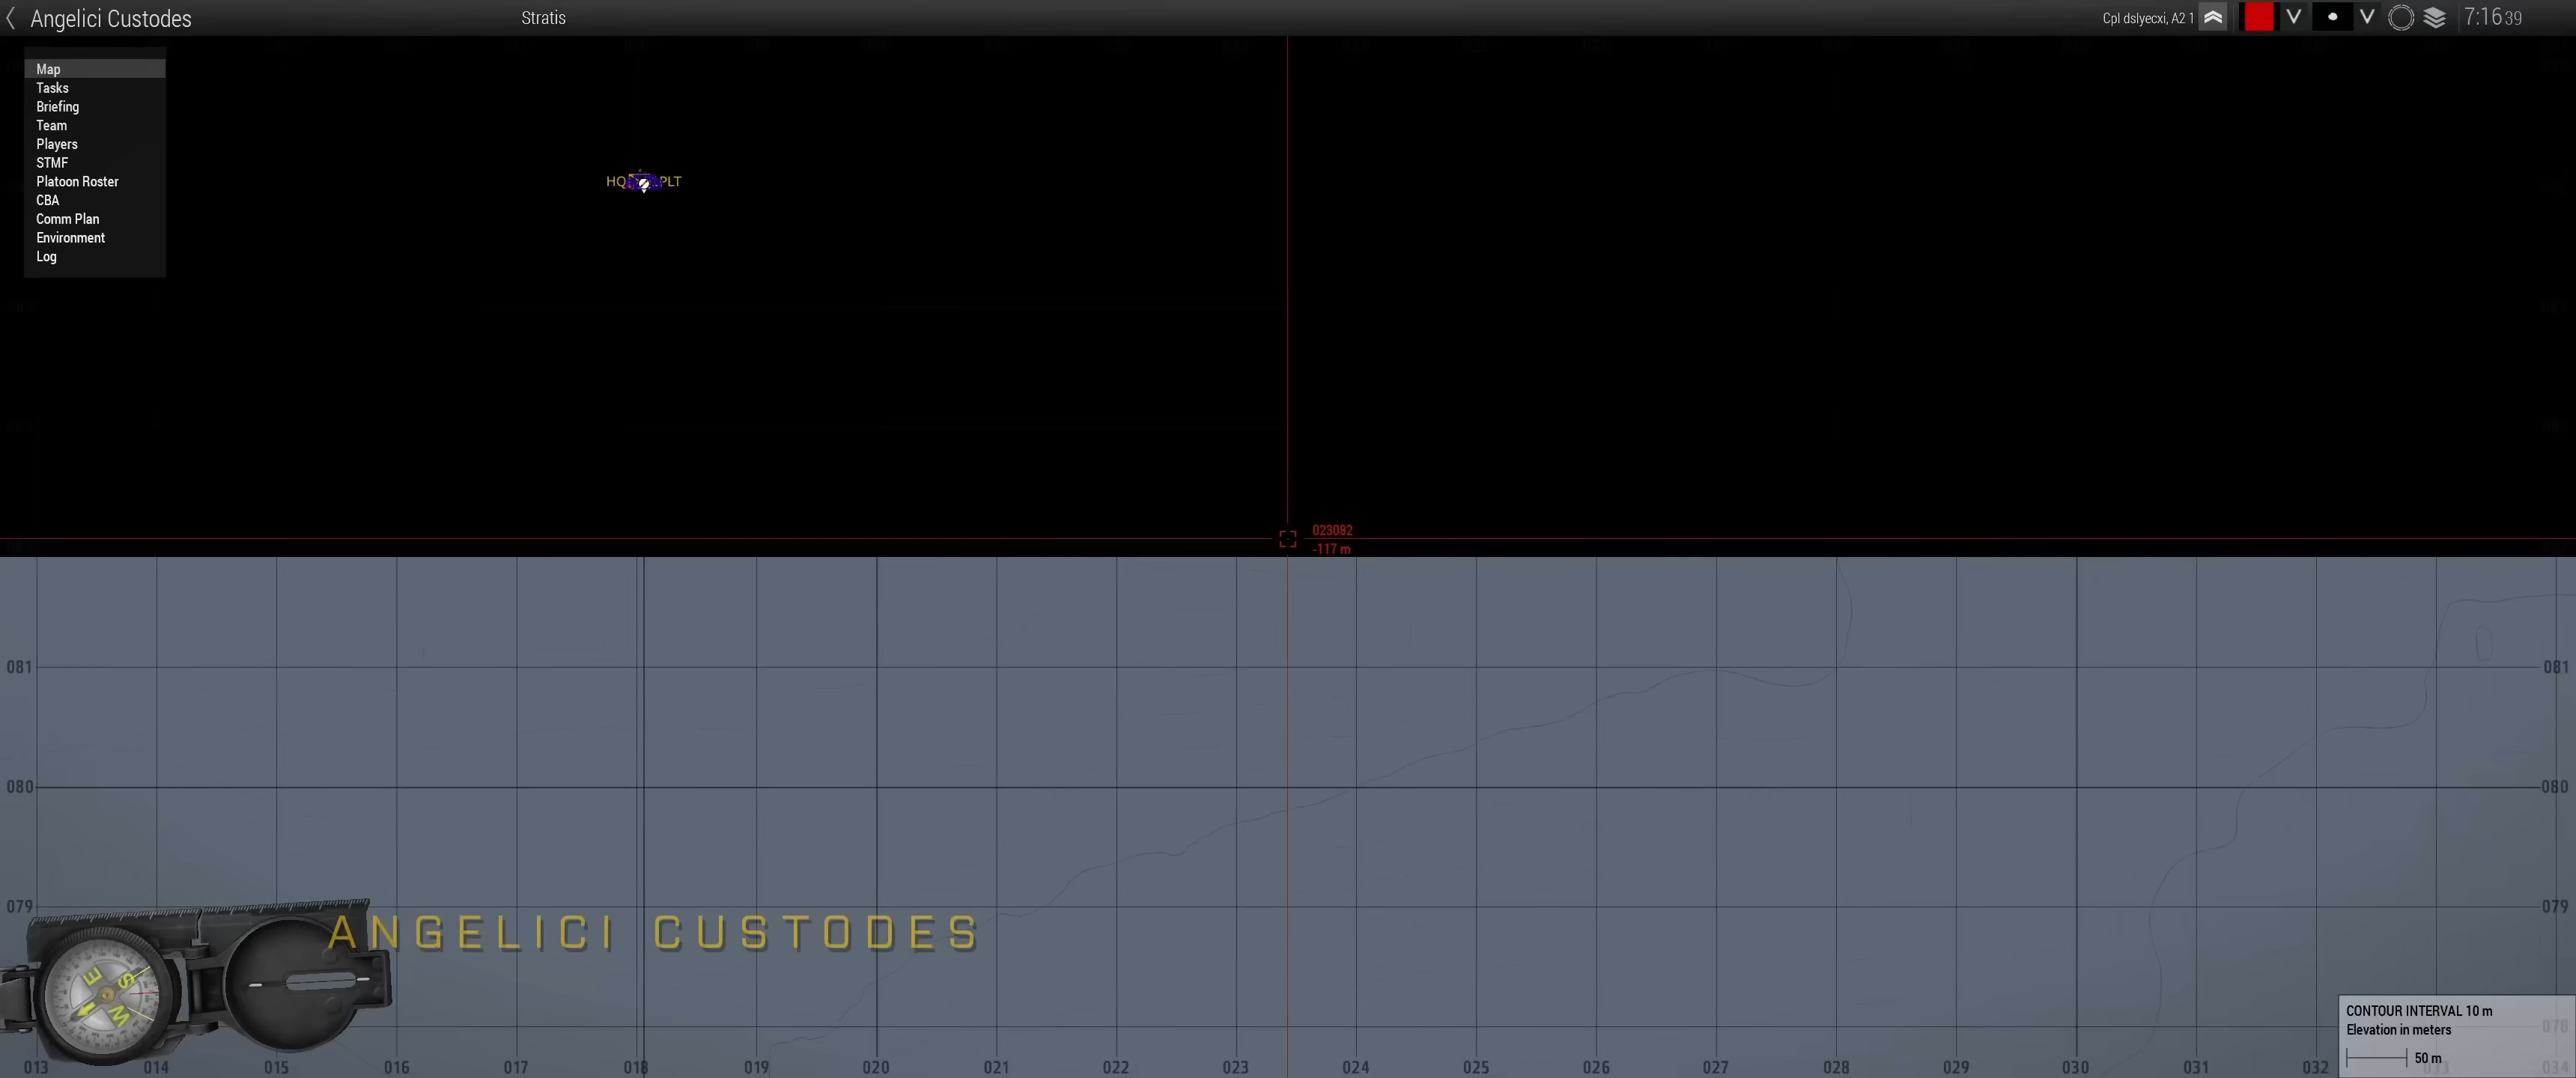 Angelici Custodes
Stratis
Cpl dslyecxi, A2 1
7:16 39
Map
Tasks
Briefing
Team
Players
STMF
Platoon Roster
CBA
Comm Plan
Environment
Log
HQ PLT
023082
-117 m
081 081
080 080
079 079
ANGELICI CUSTODES
E S W
CONTOUR INTERVAL 10 m
Elevation in meters
078
50 m
013 014 015 016 017 018 019 020 021 022 023 024 025 026 027 028 029 030 031 032 033 034